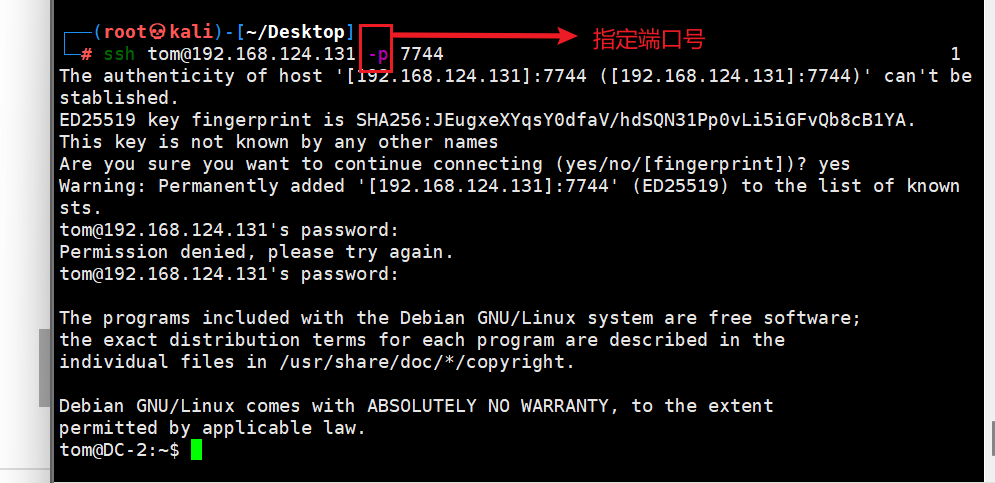 ┌──(root💀kali)-[~/Desktop]
指定端口号
└─# ssh tom@192.168.124.131 -p 7744 1
The authenticity of host '[192.168.124.131]:7744 ([192.168.124.131]:7744)' can't be
stablished.
ED25519 key fingerprint is SHA256:JEugxeXYqsY0dfaV/hdSQN31Pp0vLi5iGFvQb8cB1YA.
This key is not known by any other names
Are you sure you want to continue connecting (yes/no/[fingerprint])? yes
Warning: Permanently added '[192.168.124.131]:7744' (ED25519) to the list of known
sts.
tom@192.168.124.131's password:
Permission denied, please try again.
tom@192.168.124.131's password:
The programs included with the Debian GNU/Linux system are free software;
the exact distribution terms for each program are described in the
individual files in /usr/share/doc/*/copyright.
Debian GNU/Linux comes with ABSOLUTELY NO WARRANTY, to the extent
permitted by applicable law.
tom@DC-2:~$